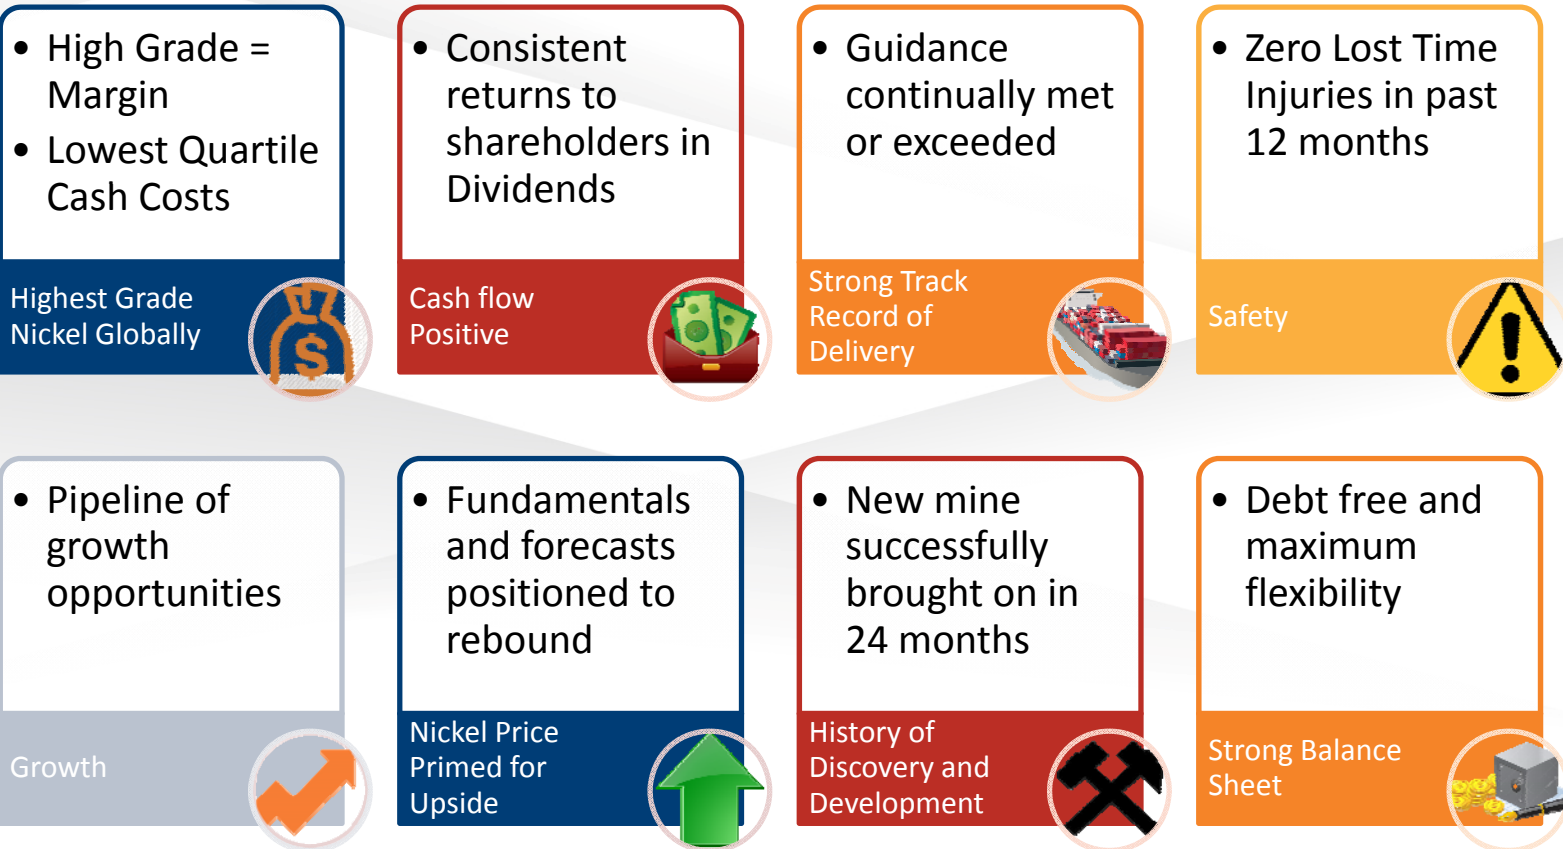 • High Grade =
Margin
• Lowest Quartile
Cash Costs
Highest Grade
Nickel Globally
$
• Consistent
returns to
shareholders in
Dividends
Cash flow
Positive
• Guidance
continually met
or exceeded
Strong Track
Record of
Delivery
• Zero Lost Time
Injuries in past
12 months
Safety
• Pipeline of
growth
opportunities
Growth
• Fundamentals
and forecasts
positioned to
rebound
Nickel Price
Primed for
Upside
• New mine
successfully
brought on in
24 months
History of
Discovery and
Development
• Debt free and
maximum
flexibility
Strong Balance
Sheet